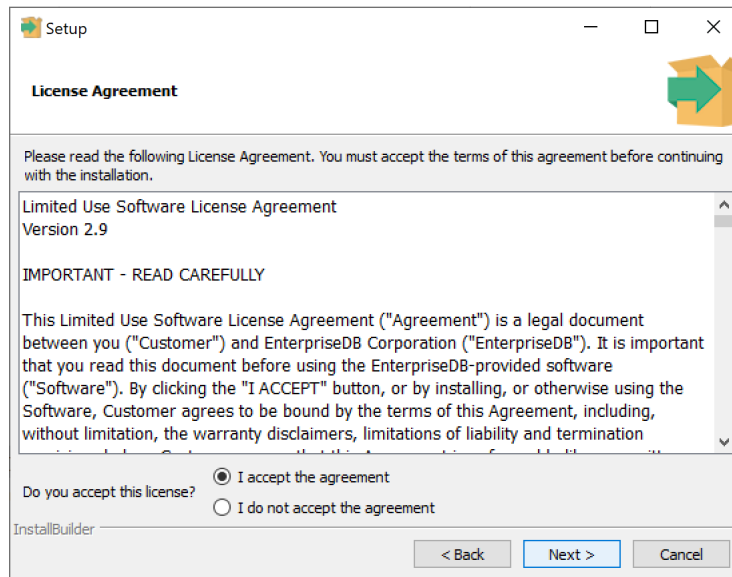 Setup
License Agreement
Please read the following License Agreement. You must accept the terms of this agreement before continuing
with the installation.
Limited Use Software License Agreement
Version 2.9
IMPORTANT - READ CAREFULLY
This Limited Use Software License Agreement ("Agreement") is a legal document
between you ("Customer") and EnterpriseDB Corporation ("EnterpriseDB"). It is important
that you read this document before using the EnterpriseDB-provided software
("Software"). By clicking the "I ACCEPT" button, or by installing, or otherwise using the
Software, Customer agrees to be bound by the terms of this Agreement, including,
without limitation, the warranty disclaimers, limitations of liability and termination
Do you accept this license?
I accept the agreement
I do not accept the agreement
InstallBuilder
< Back
Next >
Cancel